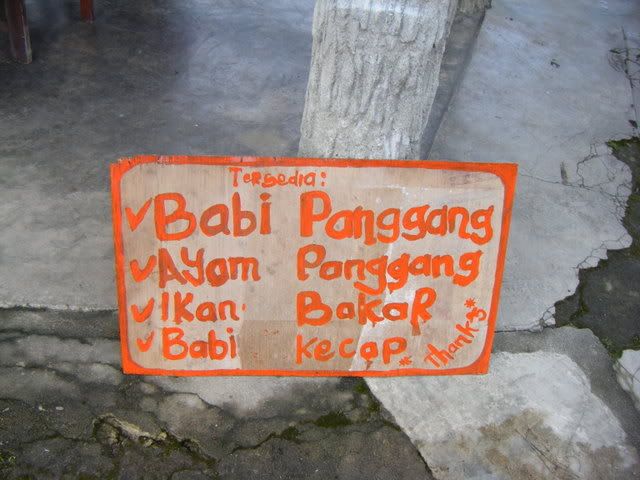 Tersedia:
✓ Babi Panggang
✓ Ayam Panggang
✓ Ikan Bakar
✓ Babi Kecap
*Thanks*